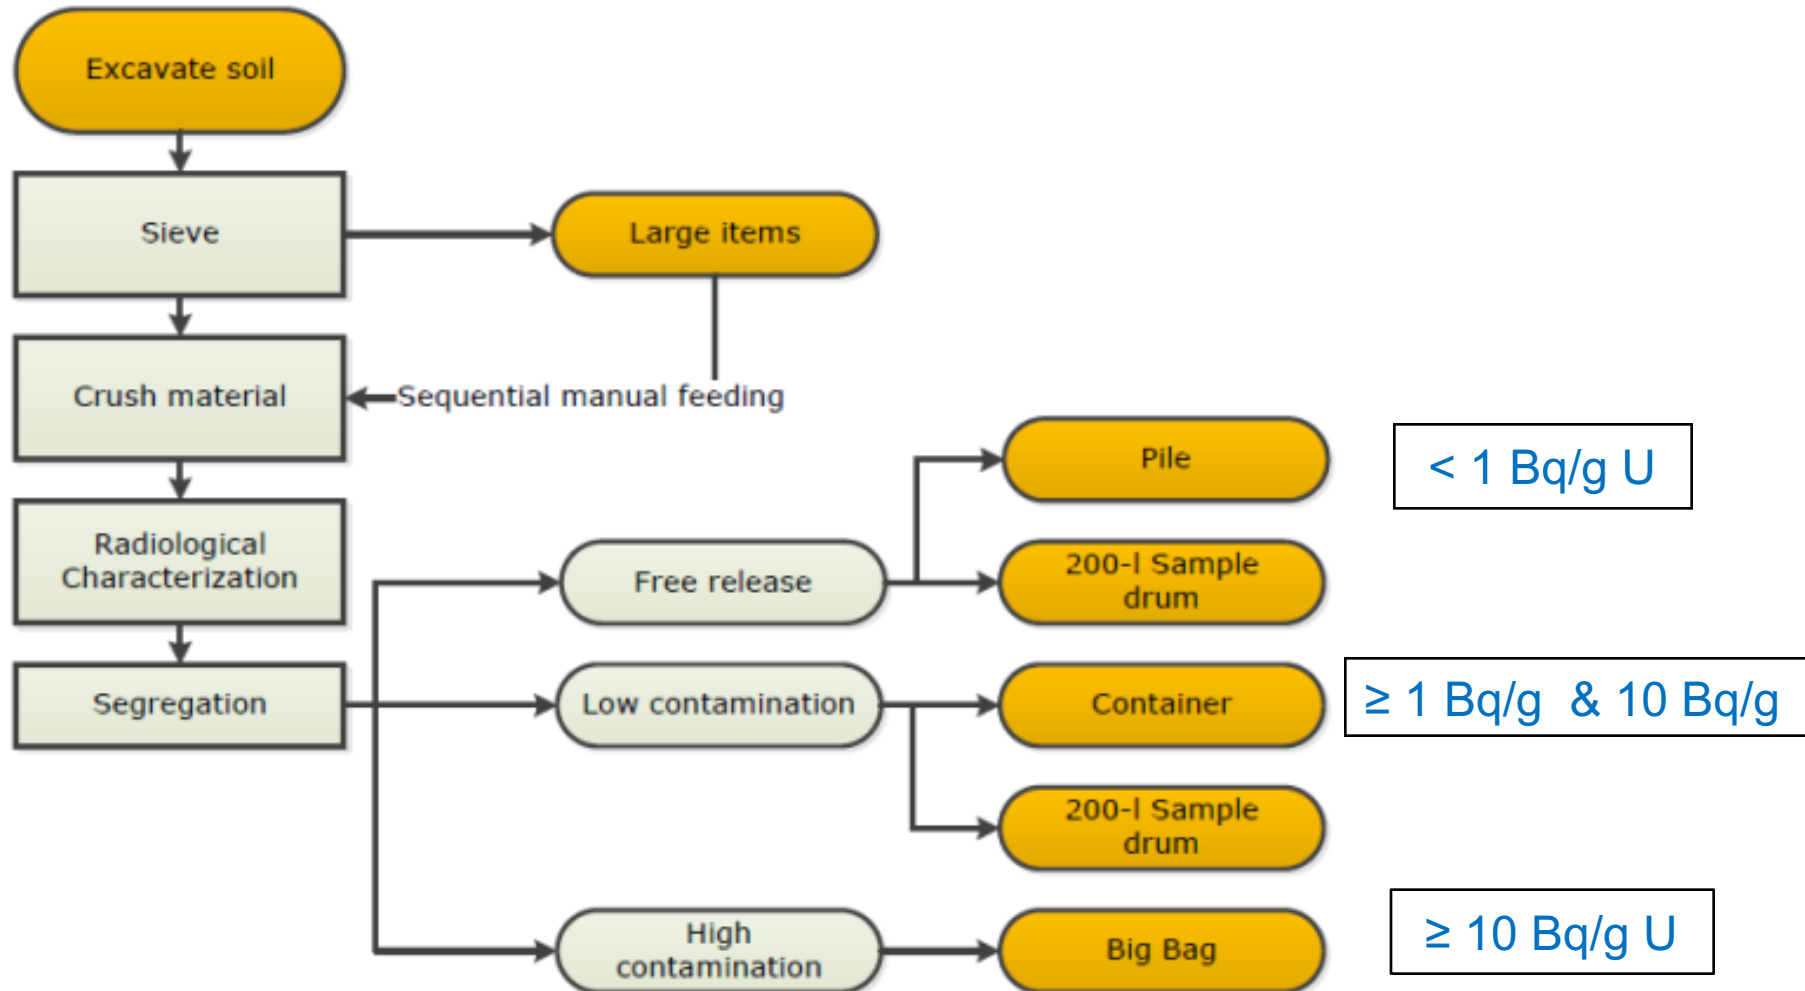 Excavate soil
Sieve
Large items
Crush material
Sequential manual feeding
Pile
< 1 Bq/g U
Radiological
Characterization
Free release
200-l Sample
drum
Segregation
Low contamination
Container
≥ 1 Bq/g & 10 Bq/g
200-l Sample
drum
High
contamination
Big Bag
≥ 10 Bq/g U